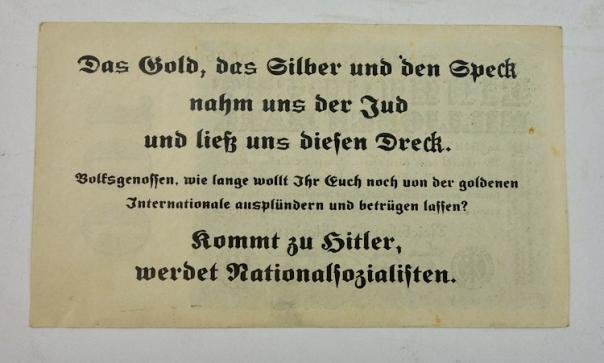 Das Gold, das Silber und den Speck
nahm uns der Jud
und ließ uns diesen Dreck.
Volksgenossen, wie lange wollt Ihr Euch noch von der goldenen
Internationale ausplündern und betrügen lassen?
Kommt zu Hitler,
werdet Nationalsozialisten.